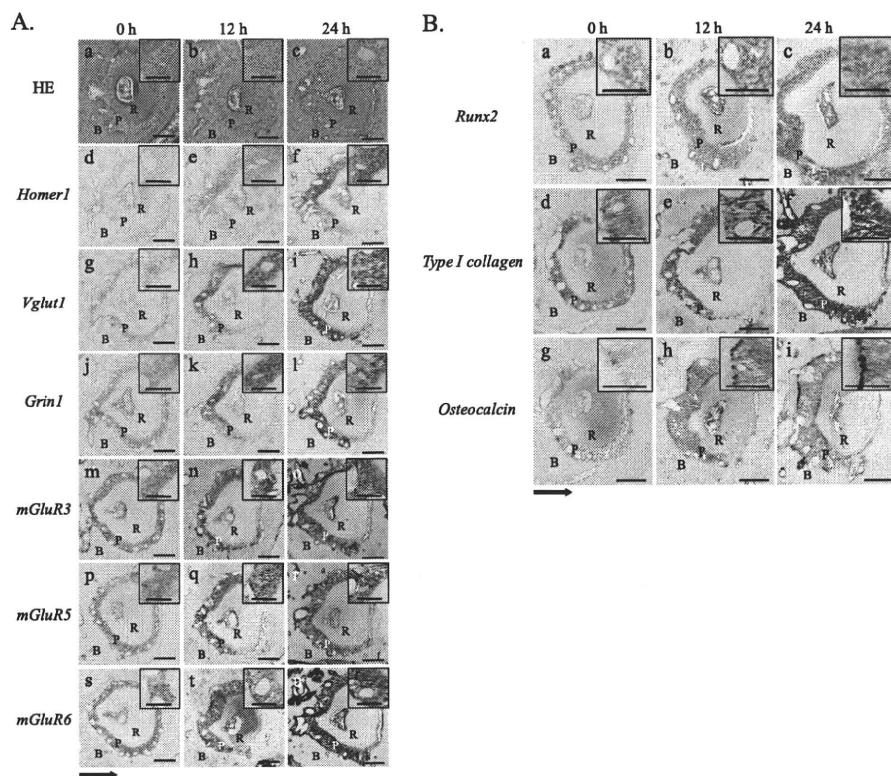 A.
0 h 12 h 24 h
HE
a b c
R R R
P P P
B B B
Homer1
d e f
R R R
P P P
B B B
Vglut1
g h i
R R R
P P P
B B B
Grin1
j k l
R R R
P P P
B B B
mGluR3
m n
R R R
P P P
B B B
mGluR5
p q r
R R R
P P P
B B B
mGluR6
s t
R R R
P P P
B B B
B.
0 h 12 h 24 h
Runx2
a b c
R R R
P P P
B B B
Type I collagen
d e f
R R R
P P P
B B B
Osteocalcin
g h i
R R R
P P P
B B B